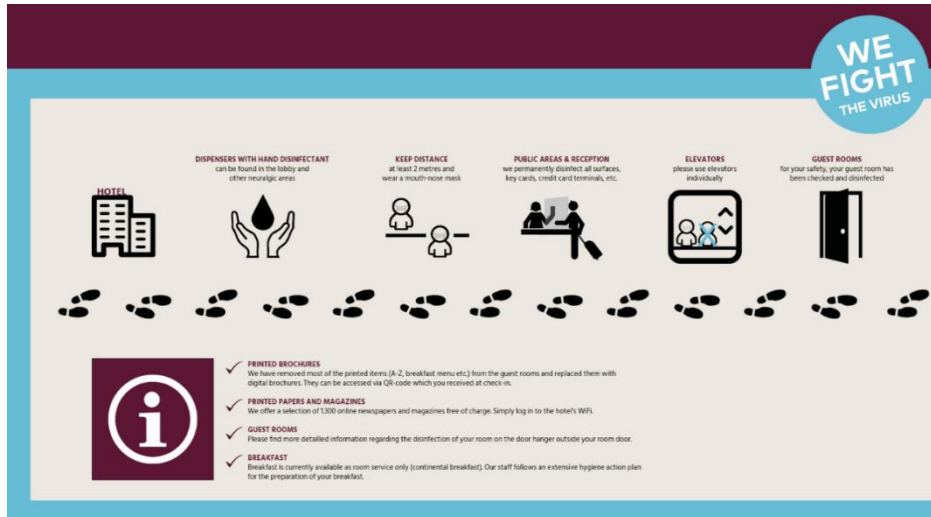 WE
FIGHT
THE VIRUS
HOTEL
DISPENSERS WITH HAND DISINFECTANT
can be found in the lobby and
other neuralgic areas
KEEP DISTANCE
at least 2 metres and
wear a mouth-nose mask
PUBLIC AREAS & RECEPTION
we permanently disinfect all surfaces,
key cards, credit card terminals, etc.
ELEVATORS
please use elevators
individually
GUEST ROOMS
for your safety, your guest room has
been checked and disinfected
PRINTED BROCHURES
We have removed most of the printed items (A-Z, breakfast menu etc.) from the guest rooms and replaced them with
digital brochures. They can be accessed via QR-code which you received at check-in.
PRINTED PAPERS AND MAGAZINES
We offer a selection of 1300 online newspapers and magazines free of charge. Simply log in to the hotel's WiFi.
GUEST ROOMS
Please find more detailled information regarding the disinfection of your room on the door hanger outside your room door.
BREAKFAST
Breakfast is currently available as room service only (continental breakfast). Our staff follows an extensive hygiene action plan
for the preparation of your breakfast.